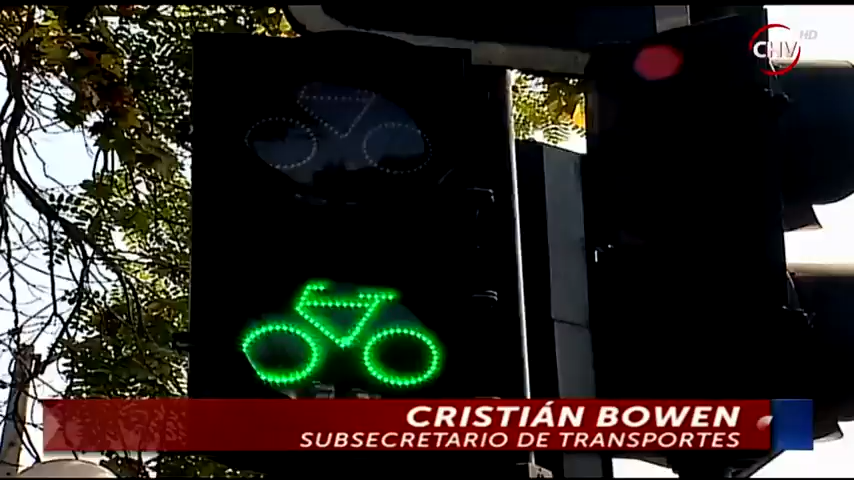 CHV HD
CRISTIÁN BOWEN
SUBSECRETARIO DE TRANSPORTES